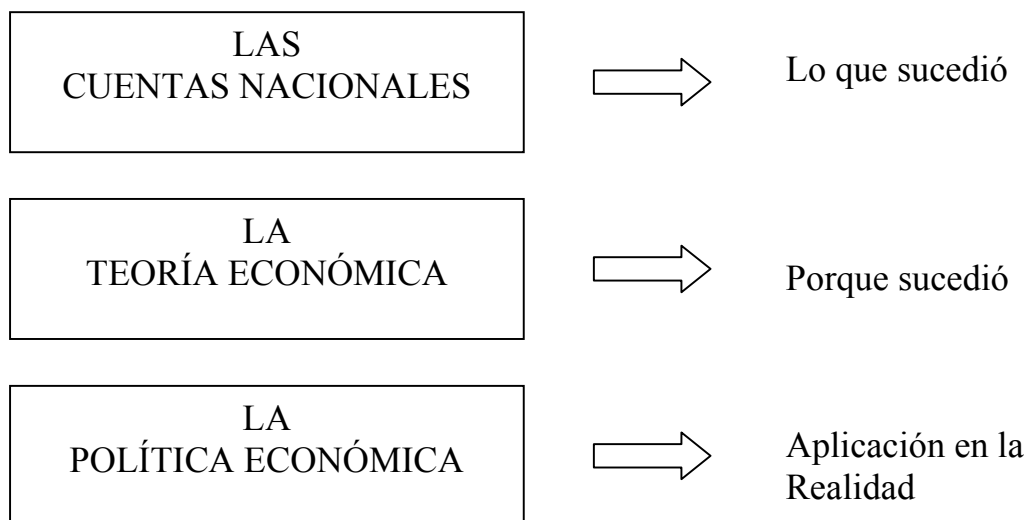 LAS
CUENTAS NACIONALES
Lo que sucedió
LA
TEORÍA ECONÓMICA
Porque sucedió
LA
POLÍTICA ECONÓMICA
Aplicación en la
Realidad